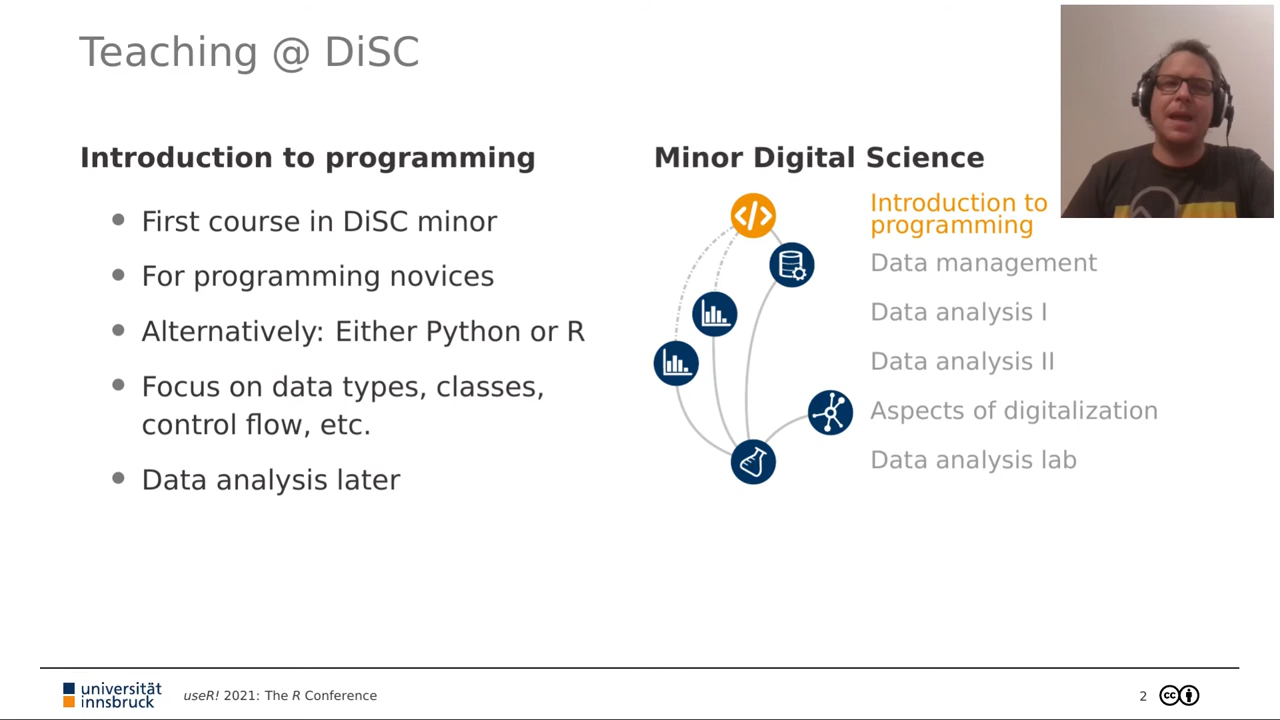 Teaching @ DiSC
Introduction to programming
First course in DiSC minor
For programming novices
Alternatively: Either Python or R
Focus on data types, classes,
control flow, etc.
Data analysis later
Minor Digital Science
</>
Introduction to
programming
Data management
Data analysis I
Data analysis II
Aspects of digitalization
Data analysis lab
universität
innsbruck
useR! 2021: The R Conference
2
cc